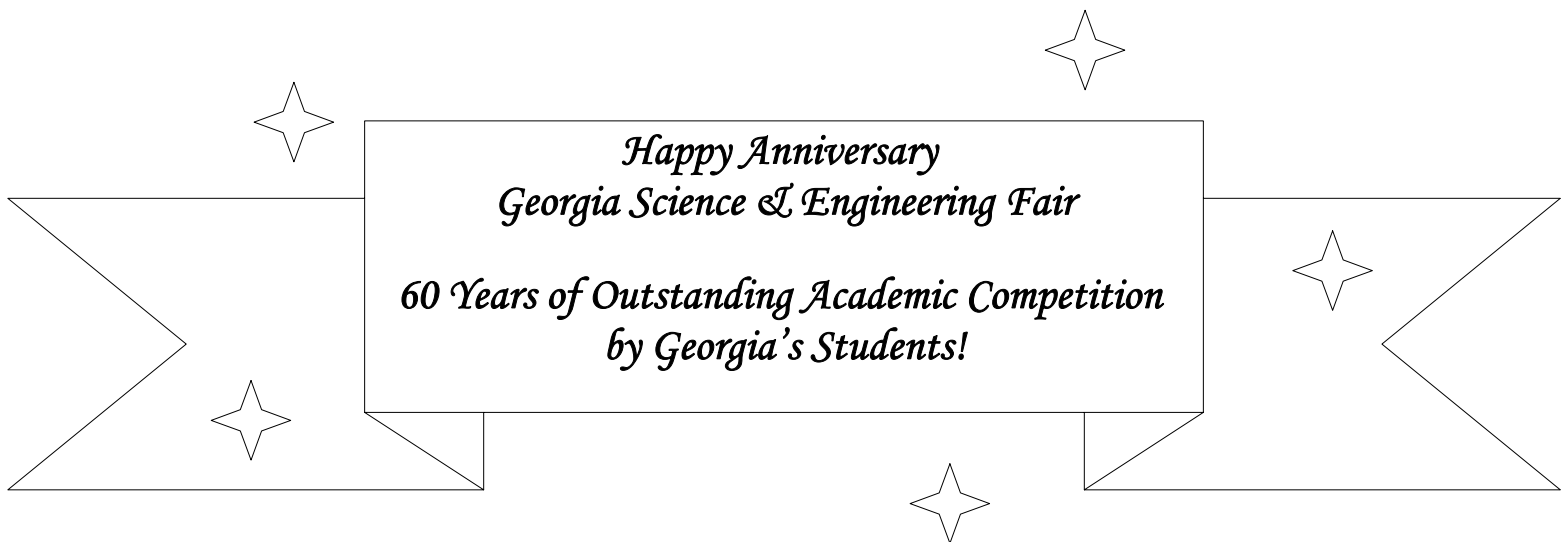 Happy Anniversary
Georgia Science & Engineering Fair
60 Years of Outstanding Academic Competition
by Georgia’s Students!